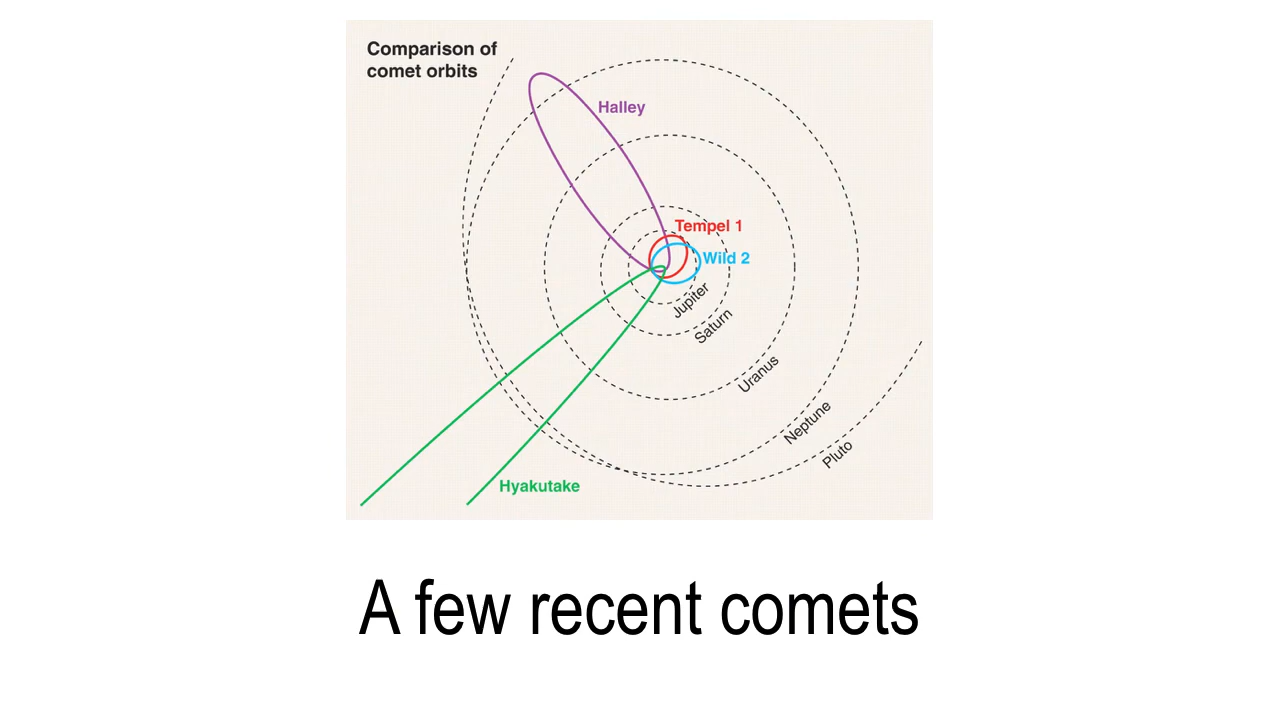 Comparison of
comet orbits
Halley
Tempel 1
Wild 2
Jupiter
Saturn
Uranus
Neptune
Pluto
Hyakutake
A few recent comets